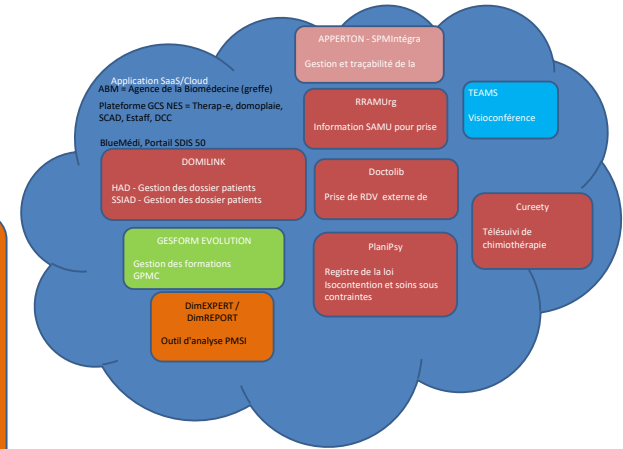 APPERTON - SPMIntégra
Gestion et traçabilité de la
Application SaaS/Cloud
ABM = Agence de la Biomédecine (greffe)
Plateforme GCS NES = Therap-e, domoplaie,
SCAD, Estaff, DCC
BlueMédi, Portail SDIS 50
RRAMUrg
Information SAMU pour prise
TEAMS
Visioconférence
DOMILINK
HAD - Gestion des dossier patients
SSIAD - Gestion des dossier patients
Doctolib
Prise de RDV externe de
Cureety
Télésuivi de
chimiothérapie
GESFORM EVOLUTION
Gestion des formations
GPMC
PlaniPsy
Registre de la loi
Isocontention et soins sous
contraintes
DimEXPERT /
DimREPORT
Outil d'analyse PMSI